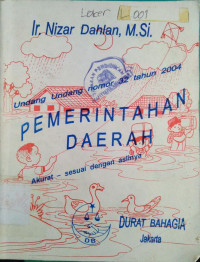 Loker L 001
Ir. Nizar Dahlan, M.Si.
Undang Undang nomor 32 tahun 2004
PEMERINTAHAN
DAERAH
Akurat - sesuai dengan aslinya
DB
DURAT BAHAGIA
Jakarta